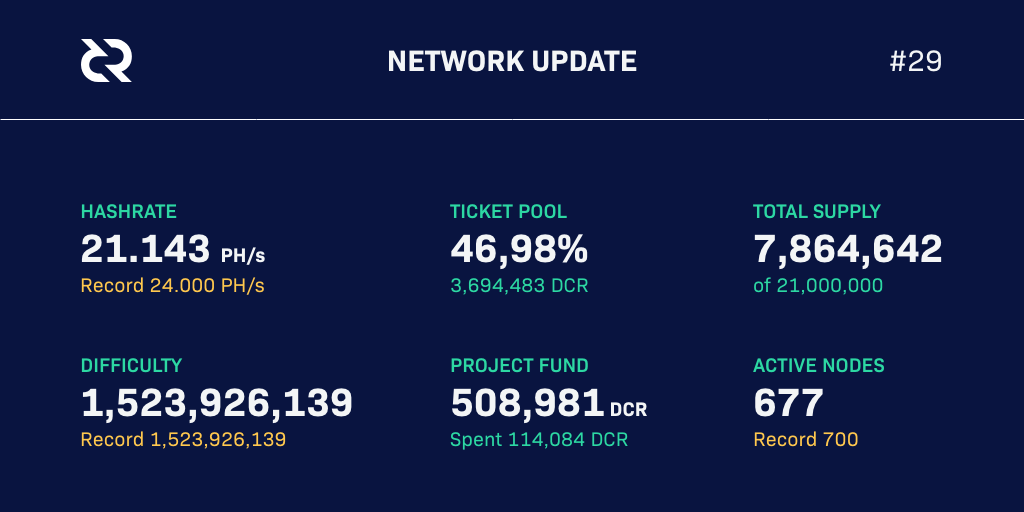 NETWORK UPDATE
#29
HASHRATE
21.143 PH/s
Record 24.000 PH/s
TICKET POOL
46,98%
3,694,483 DCR
TOTAL SUPPLY
7,864,642
of 21,000,000
DIFFICULTY
1,523,926,139
Record 1,523,926,139
PROJECT FUND
508,981 DCR
Spent 114,084 DCR
ACTIVE NODES
677
Record 700